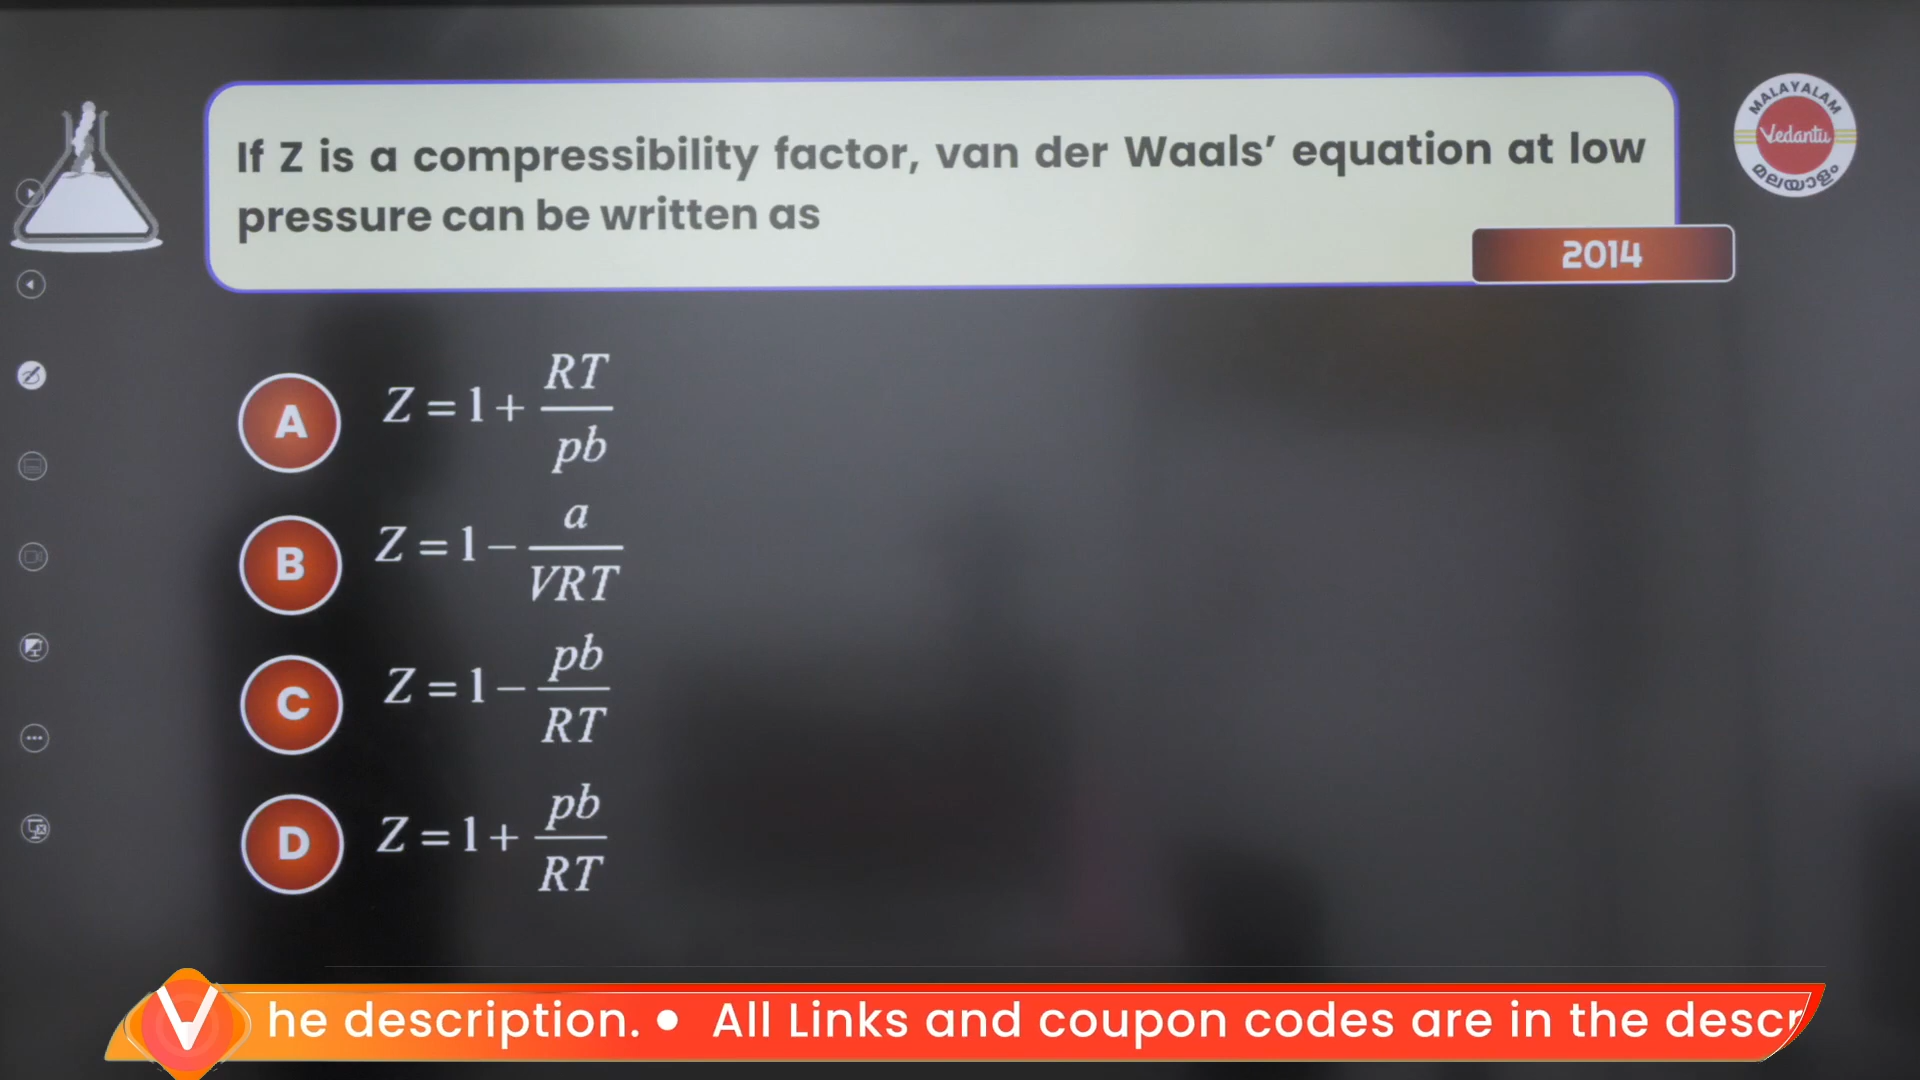 If Z is a compressibility factor, van der Waals’ equation at low
pressure can be written as
2014
MALAYALAM
Vedantu
മലയാളം
A
Z = 1 + RT/pb
B
Z = 1 − a/VRT
C
Z = 1 − pb/RT
D
Z = 1 + pb/RT
he description. ● All Links and coupon codes are in the descr